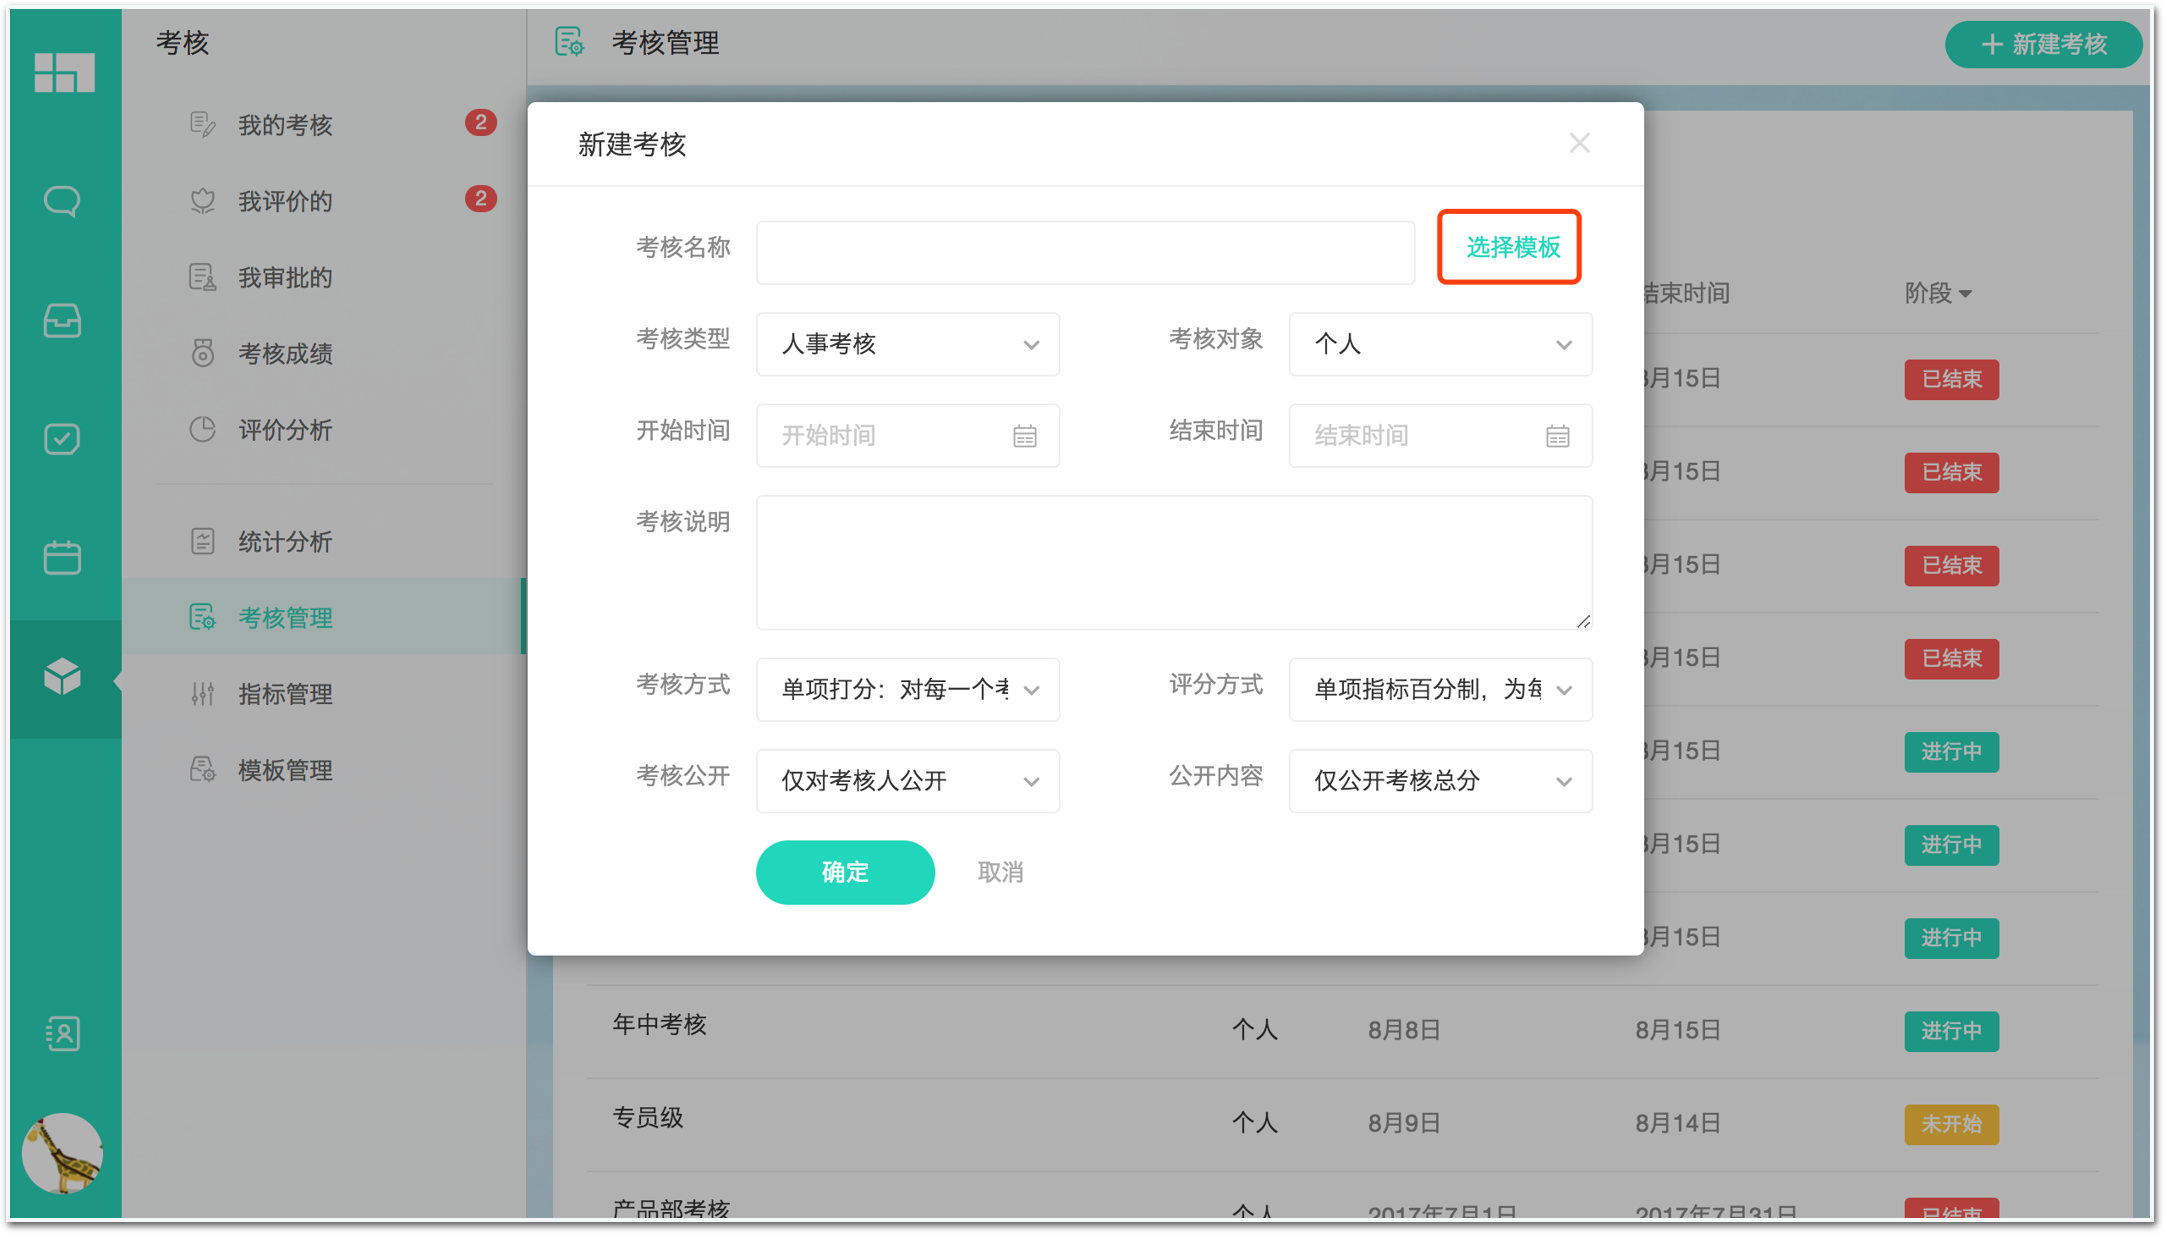 考核
我的考核
2
我评价的
2
我审批的
考核成绩
评价分析
统计分析
考核管理
指标管理
模板管理
考核管理
新建考核
新建考核
考核名称
选择模板
考核类型
人事考核
考核对象
个人
开始时间
开始时间
结束时间
结束时间
考核说明
考核方式
单项打分：对每一个考
评分方式
单项指标百分制，为每
考核公开
仅对考核人公开
公开内容
仅公开考核总分
确定
取消
结束时间
阶段
8月15日
已结束
8月15日
已结束
8月15日
已结束
8月15日
已结束
8月15日
进行中
8月15日
进行中
8月15日
进行中
年中考核
个人
8月8日
8月15日
进行中
专员级
个人
8月9日
8月14日
未开始
产品部考核
个人
2017年7月1日
2017年7月31日
已结束